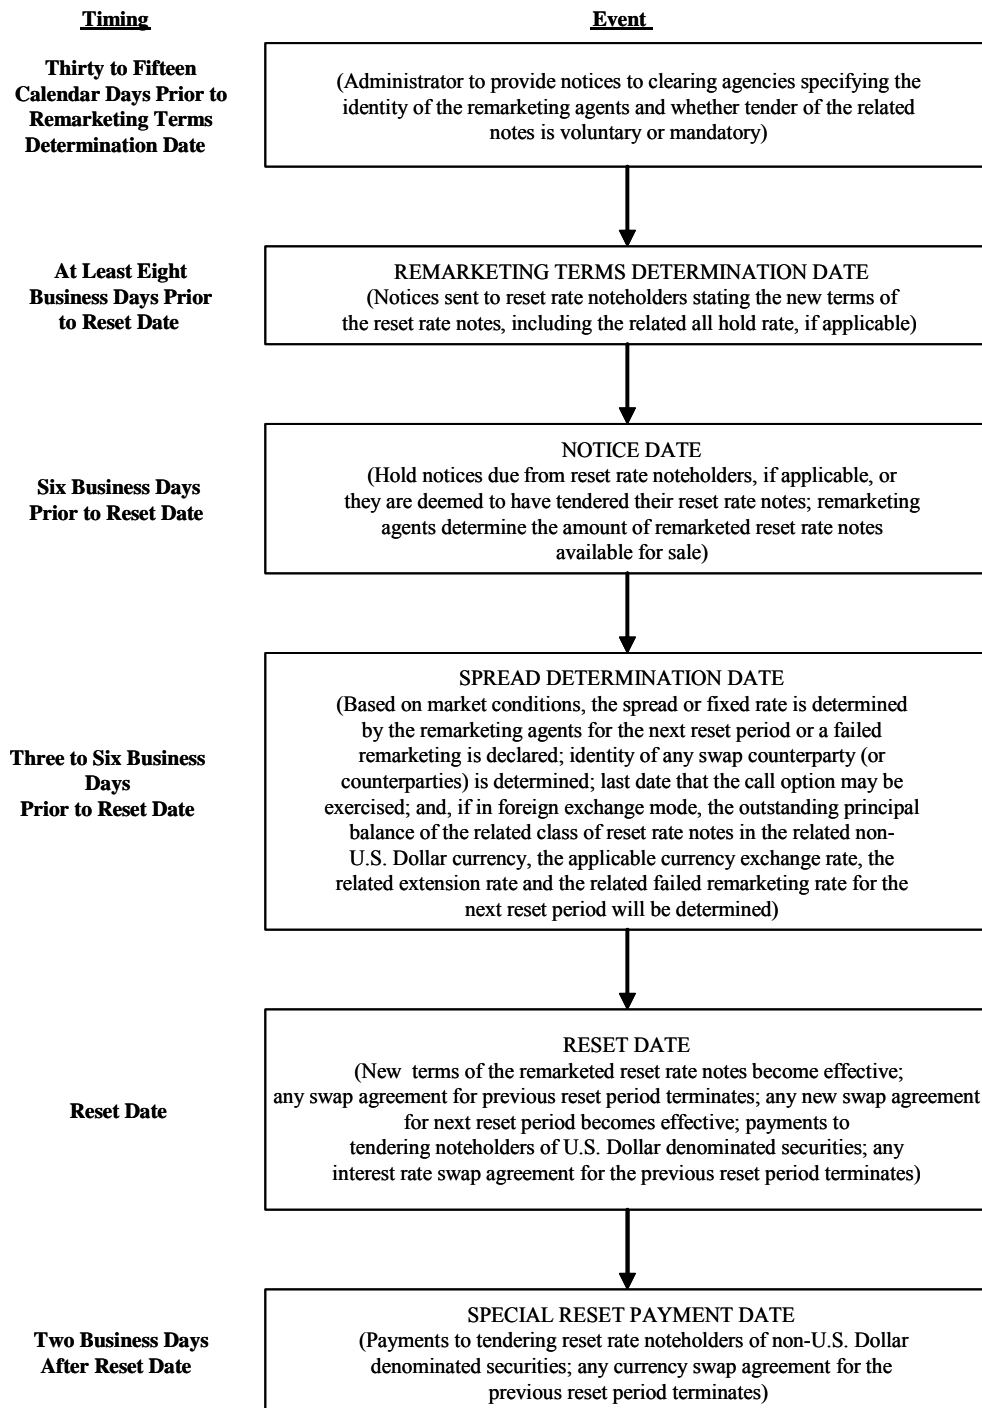 Timing
Event
Thirty to Fifteen
Calendar Days Prior to
Remarketing Terms
Determination Date
(Administrator to provide notices to clearing agencies specifying the
identity of the remarketing agents and whether tender of the related
notes is voluntary or mandatory)
At Least Eight
Business Days Prior
to Reset Date
REMARKETING TERMS DETERMINATION DATE
(Notices sent to reset rate noteholders stating the new terms of
the reset rate notes, including the related all hold rate, if applicable)
Six Business Days
Prior to Reset Date
NOTICE DATE
(Hold notices due from reset rate noteholders, if applicable, or
they are deemed to have tendered their reset rate notes; remarketing
agents determine the amount of remarketed reset rate notes
available for sale)
Three to Six Business
Days
Prior to Reset Date
SPREAD DETERMINATION DATE
(Based on market conditions, the spread or fixed rate is determined
by the remarketing agents for the next reset period or a failed
remarketing is declared; identity of any swap counterparty (or
counterparties) is determined; last date that the call option may be
exercised; and, if in foreign exchange mode, the outstanding principal
balance of the related class of reset rate notes in the related non-
U.S. Dollar currency, the applicable currency exchange rate, the
related extension rate and the related failed remarketing rate for the
next reset period will be determined)
Reset Date
RESET DATE
(New terms of the remarketed reset rate notes become effective;
any swap agreement for previous reset period terminates; any new swap agreement
for next reset period becomes effective; payments to
tendering noteholders of U.S. Dollar denominated securities; any
interest rate swap agreement for the previous reset period terminates)
Two Business Days
After Reset Date
SPECIAL RESET PAYMENT DATE
(Payments to tendering reset rate noteholders of non-U.S. Dollar
denominated securities; any currency swap agreement for the
previous reset period terminates)